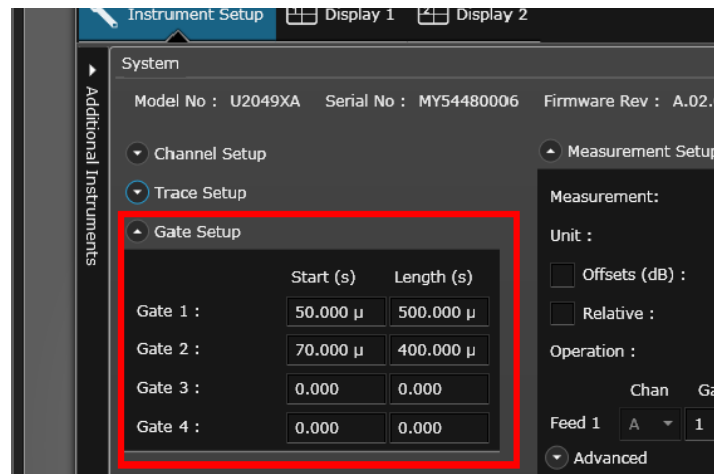 Instrument Setup
Display 1
Display 2
Additional Instruments
System
Model No : U2049XA Serial No : MY54480006 Firmware Rev : A.02.
Channel Setup
Trace Setup
Gate Setup
Start (s) Length (s)
Gate 1 : 50.000 µ 500.000 µ
Gate 2 : 70.000 µ 400.000 µ
Gate 3 : 0.000 0.000
Gate 4 : 0.000 0.000
Measurement Setup
Measurement:
Unit :
Offsets (dB) :
Relative :
Operation :
Chan
Feed 1 A 1
Advanced